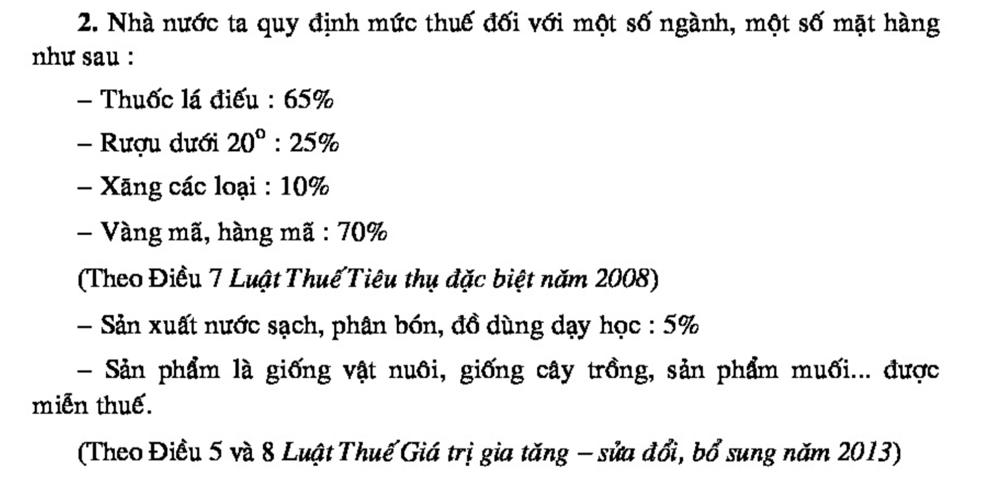 2. Nhà nước ta quy định mức thuế đối với một số ngành, một số mặt hàng
như sau :
– Thuốc lá điếu : 65%
– Rượu dưới 20° : 25%
– Xăng các loại : 10%
– Vàng mã, hàng mã : 70%
(Theo Điều 7 Luật Thuế Tiêu thụ đặc biệt năm 2008)
– Sản xuất nước sạch, phân bón, đồ dùng dạy học : 5%
– Sản phẩm là giống vật nuôi, giống cây trồng, sản phẩm muối... được
miễn thuế.
(Theo Điều 5 và 8 Luật Thuế Giá trị gia tăng – sửa đổi, bổ sung năm 2013)